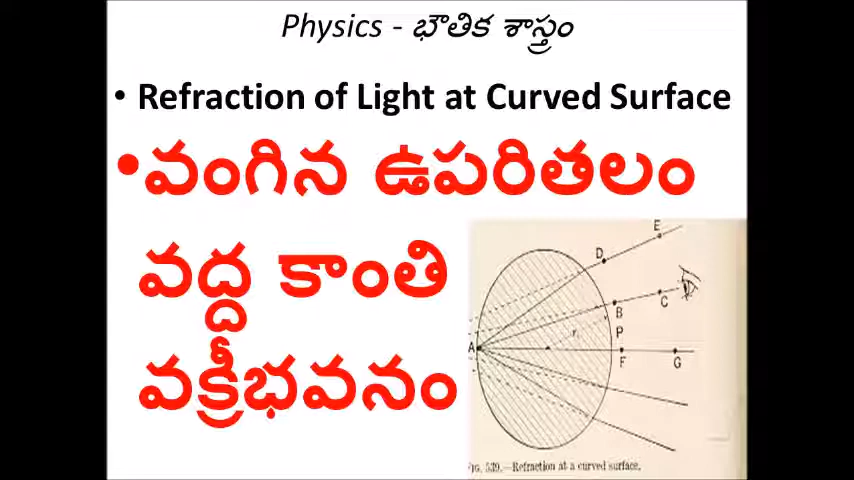 Physics - భౌతిక శాస్త్రం
• Refraction of Light at Curved Surface
•వంగిన ఉపరితలం
వద్ద కాంతి
వక్రీభవనం
E
D
C
B
P
r
A
F
G
FIG. 539.—Refraction at a curved surface.